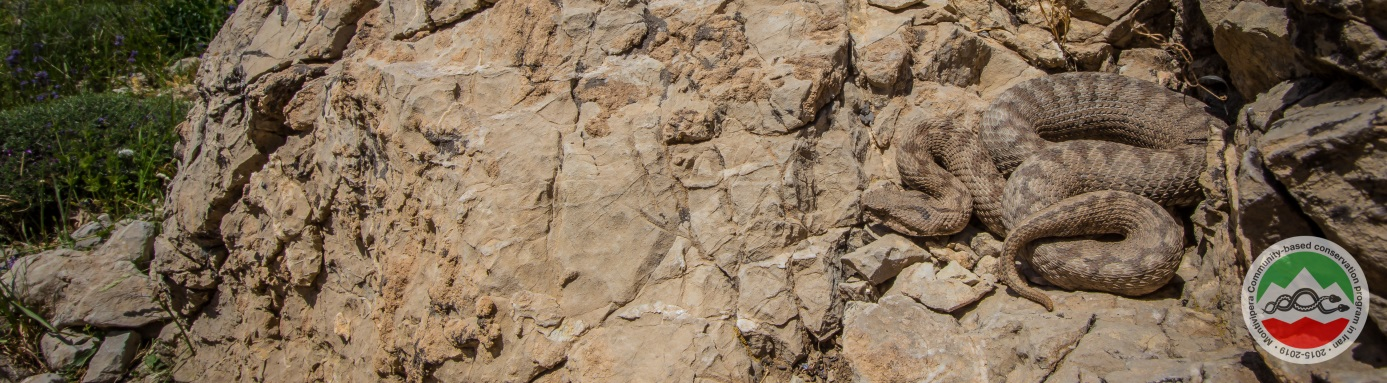 Montivipera Community-based conservation program in Iran • 2015-2019 •